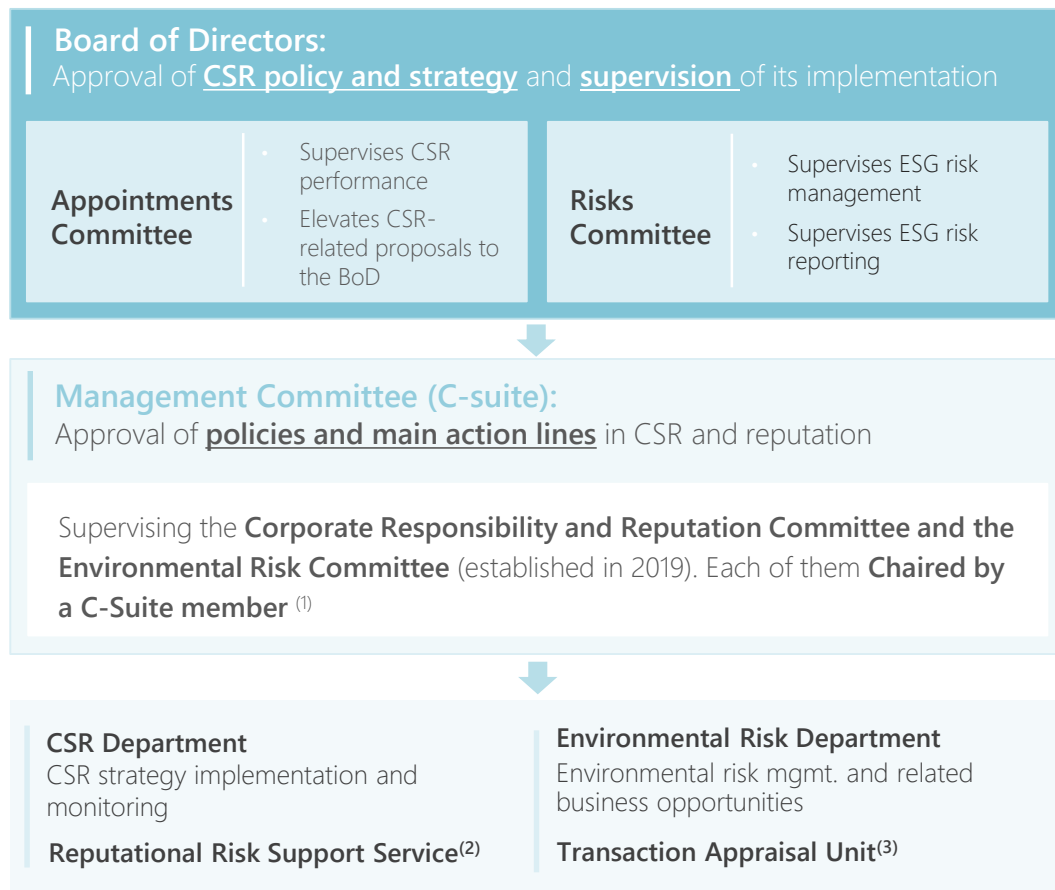 Board of Directors:
Approval of CSR policy and strategy and supervision of its implementation
Appointments
Committee
• Supervises CSR
performance
• Elevates CSR-
related proposals to
the BoD
Risks
Committee
• Supervises ESG risk
management
• Supervises ESG risk
reporting
Management Committee (C-suite):
Approval of policies and main action lines in CSR and reputation
Supervising the Corporate Responsibility and Reputation Committee and the
Environmental Risk Committee (established in 2019). Each of them Chaired by
a C-Suite member (1)
CSR Department
CSR strategy implementation and
monitoring
Reputational Risk Support Service(2)
Environmental Risk Department
Environmental risk mgmt. and related
business opportunities
Transaction Appraisal Unit(3)